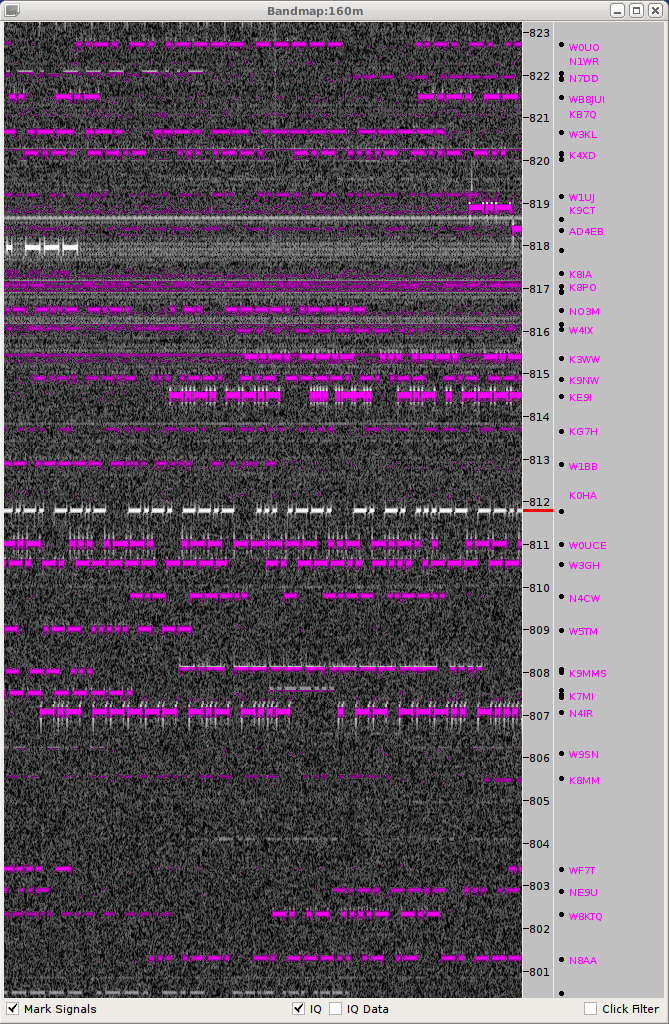 Bandmap:160m
823
W0UO
N1WR
822
N7DD
WB8JUI
KB7Q
821
W3KL
820
K4XD
W1UJ
819
K9CT
AD4EB
818
K8IA
817
K8PO
NO3M
816
W4IX
K3WW
815
K9NW
KE9I
814
KG7H
813
W1BB
812
K0HA
811
W0UCE
W3GH
810
N4CW
809
W5TM
808
K9MMS
K7MI
807
N4IR
806
W9SN
K8MM
805
804
WF7T
803
NE9U
W8KTQ
802
N8AA
801
Mark Signals
IQ
IQ Data
Click Filter